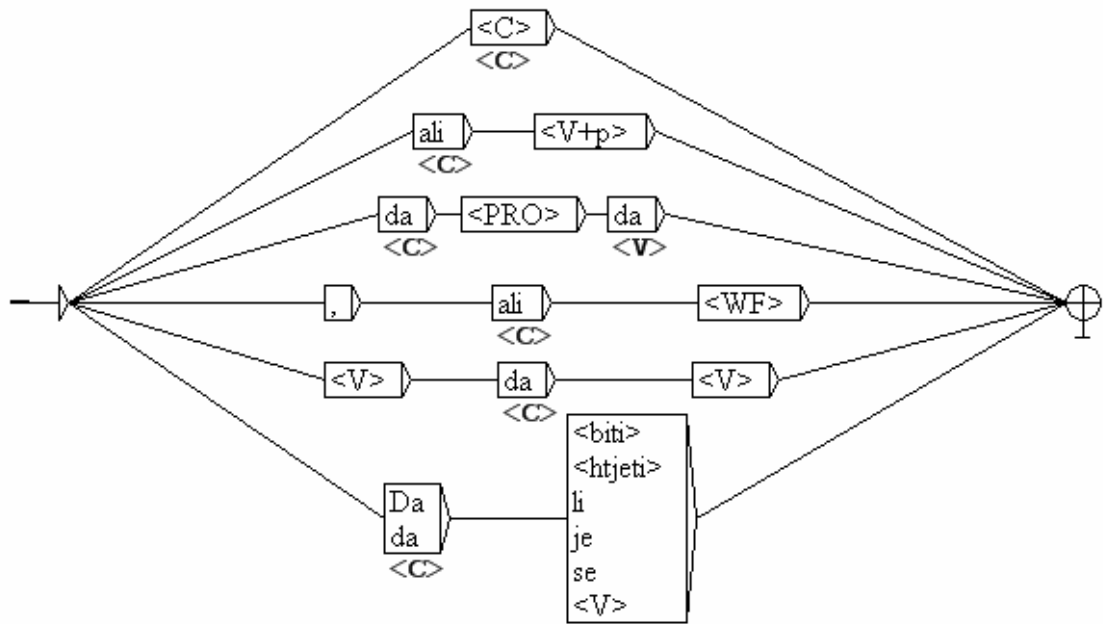 <C>
<C>
ali <V+p>
<C>
da <PRO> da
<C> <V>
, ali <WF>
<C>
<V> da <V>
<C>
<biti>
<htjeti>
Da li
da je
<C> se
<V>